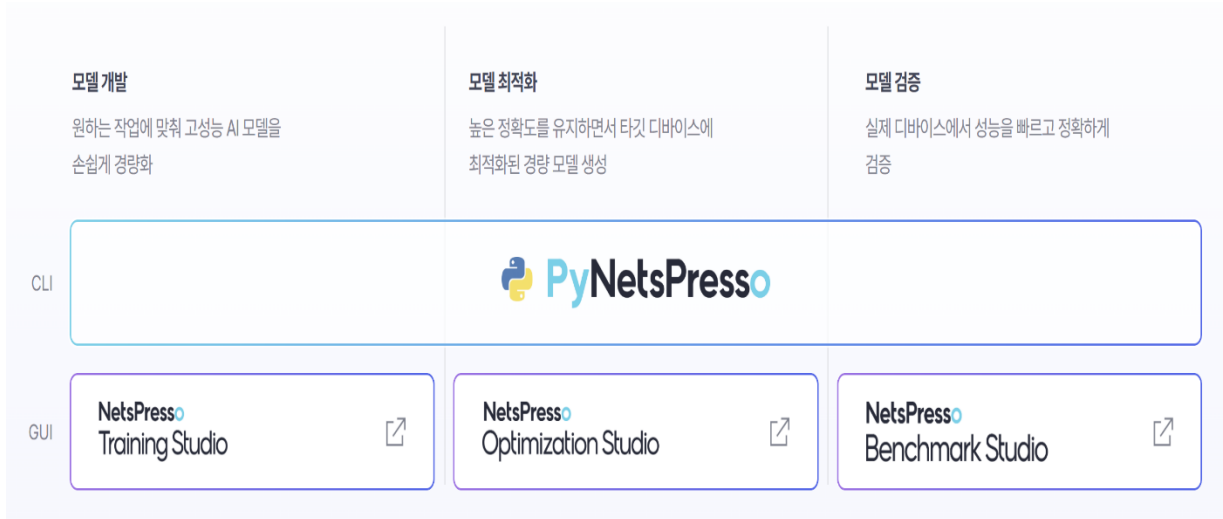 모델 개발
원하는 작업에 맞춰 고성능 AI 모델을
손쉽게 경량화
모델 최적화
높은 정확도를 유지하면서 타깃 디바이스에
최적화된 경량 모델 생성
모델 검증
실제 디바이스에서 성능을 빠르고 정확하게
검증
CLI
PyNetsPresso
GUI
NetsPresso
Training Studio
NetsPresso
Optimization Studio
NetsPresso
Benchmark Studio